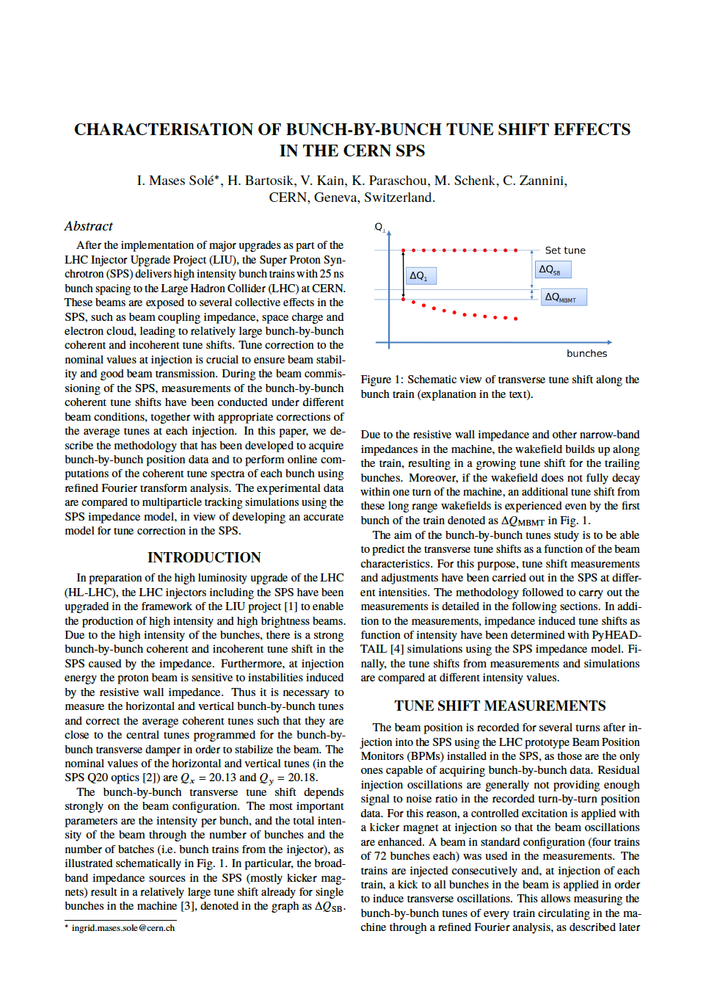 CHARACTERISATION OF BUNCH-BY-BUNCH TUNE SHIFT EFFECTS
IN THE CERN SPS
I. Mases Solé*, H. Bartosik, V. Kain, K. Paraschou, M. Schenk, C. Zannini,
CERN, Geneva, Switzerland.
Abstract
After the implementation of major upgrades as part of the
LHC Injector Upgrade Project (LIU), the Super Proton Syn-
chrotron (SPS) delivers high intensity bunch trains with 25 ns
bunch spacing to the Large Hadron Collider (LHC) at CERN.
These beams are exposed to several collective effects in the
SPS, such as beam coupling impedance, space charge and
electron cloud, leading to relatively large bunch-by-bunch
coherent and incoherent tune shifts. Tune correction to the
nominal values at injection is crucial to ensure beam stabil-
ity and good beam transmission. During the beam commis-
sioning of the SPS, measurements of the bunch-by-bunch
coherent tune shifts have been conducted under different
beam conditions, together with appropriate corrections of
the average tunes at each injection. In this paper, we de-
scribe the methodology that has been developed to acquire
bunch-by-bunch position data and to perform online com-
putations of the coherent tune spectra of each bunch using
refined Fourier transform analysis. The experimental data
are compared to multiparticle tracking simulations using the
SPS impedance model, in view of developing an accurate
model for tune correction in the SPS.
INTRODUCTION
In preparation of the high luminosity upgrade of the LHC
(HL-LHC), the LHC injectors including the SPS have been
upgraded in the framework of the LIU project [1] to enable
the production of high intensity and high brightness beams.
Due to the high intensity of the bunches, there is a strong
bunch-by-bunch coherent and incoherent tune shift in the
SPS caused by the impedance. Furthermore, at injection
energy the proton beam is sensitive to instabilities induced
by the resistive wall impedance. Thus it is necessary to
measure the horizontal and vertical bunch-by-bunch tunes
and correct the average coherent tunes such that they are
close to the central tunes programmed for the bunch-by-
bunch transverse damper in order to stabilize the beam. The
nominal values of the horizontal and vertical tunes (in the
SPS Q20 optics [2]) are Qx = 20.13 and Qy = 20.18.
The bunch-by-bunch transverse tune shift depends
strongly on the beam configuration. The most important
parameters are the intensity per bunch, and the total inten-
sity of the beam through the number of bunches and the
number of batches (i.e. bunch trains from the injector), as
illustrated schematically in Fig. 1. In particular, the broad-
band impedance sources in the SPS (mostly kicker mag-
nets) result in a relatively large tune shift already for single
bunches in the machine [3], denoted in the graph as ΔQSB.
* ingrid.mases.sole@cern.ch
Q⊥
Set tune
ΔQSB
ΔQ1
ΔQMBMT
bunches
Figure 1: Schematic view of transverse tune shift along the
bunch train (explanation in the text).
Due to the resistive wall impedance and other narrow-band
impedances in the machine, the wakefield builds up along
the train, resulting in a growing tune shift for the trailing
bunches. Moreover, if the wakefield does not fully decay
within one turn of the machine, an additional tune shift from
these long range wakefields is experienced even by the first
bunch of the train denoted as ΔQMBMT in Fig. 1.
The aim of the bunch-by-bunch tunes study is to be able
to predict the transverse tune shifts as a function of the beam
characteristics. For this purpose, tune shift measurements
and adjustments have been carried out in the SPS at differ-
ent intensities. The methodology followed to carry out the
measurements is detailed in the following sections. In addi-
tion to the measurements, impedance induced tune shifts as
function of intensity have been determined with PyHEAD-
TAIL [4] simulations using the SPS impedance model. Fi-
nally, the tune shifts from measurements and simulations
are compared at different intensity values.
TUNE SHIFT MEASUREMENTS
The beam position is recorded for several turns after in-
jection into the SPS using the LHC prototype Beam Position
Monitors (BPMs) installed in the SPS, as those are the only
ones capable of acquiring bunch-by-bunch data. Residual
injection oscillations are generally not providing enough
signal to noise ratio in the recorded turn-by-turn position
data. For this reason, a controlled excitation is applied with
a kicker magnet at injection so that the beam oscillations
are enhanced. A beam in standard configuration (four trains
of 72 bunches each) was used in the measurements. The
trains are injected consecutively and, at injection of each
train, a kick to all bunches in the beam is applied in order
to induce transverse oscillations. This allows measuring the
bunch-by-bunch tunes of every train circulating in the ma-
chine through a refined Fourier analysis, as described later